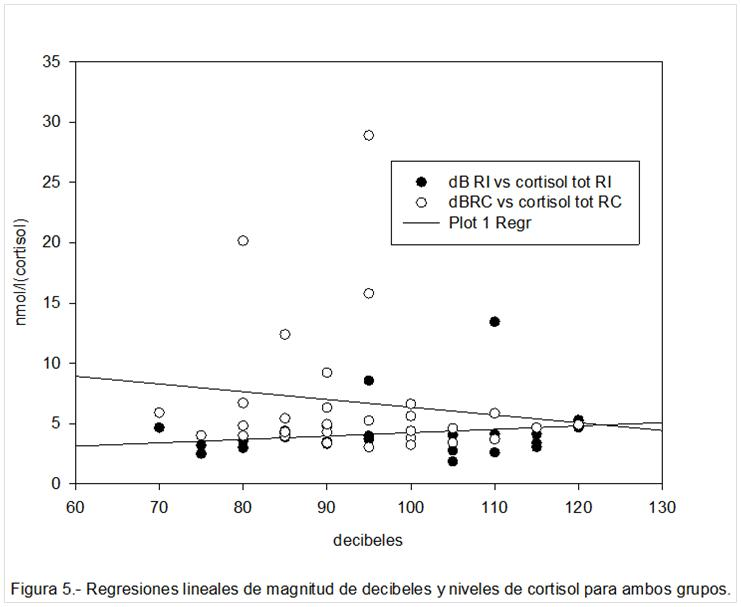 35
30
25
20
15
10
5
0
nmol/l(cortisol)
dB RI vs cortisol tot RI
dBRC vs cortisol tot RC
Plot 1 Regr
60 70 80 90 100 110 120 130
decibeles
Figura 5.- Regresiones lineales de magnitud de decibeles y niveles de cortisol para ambos grupos.